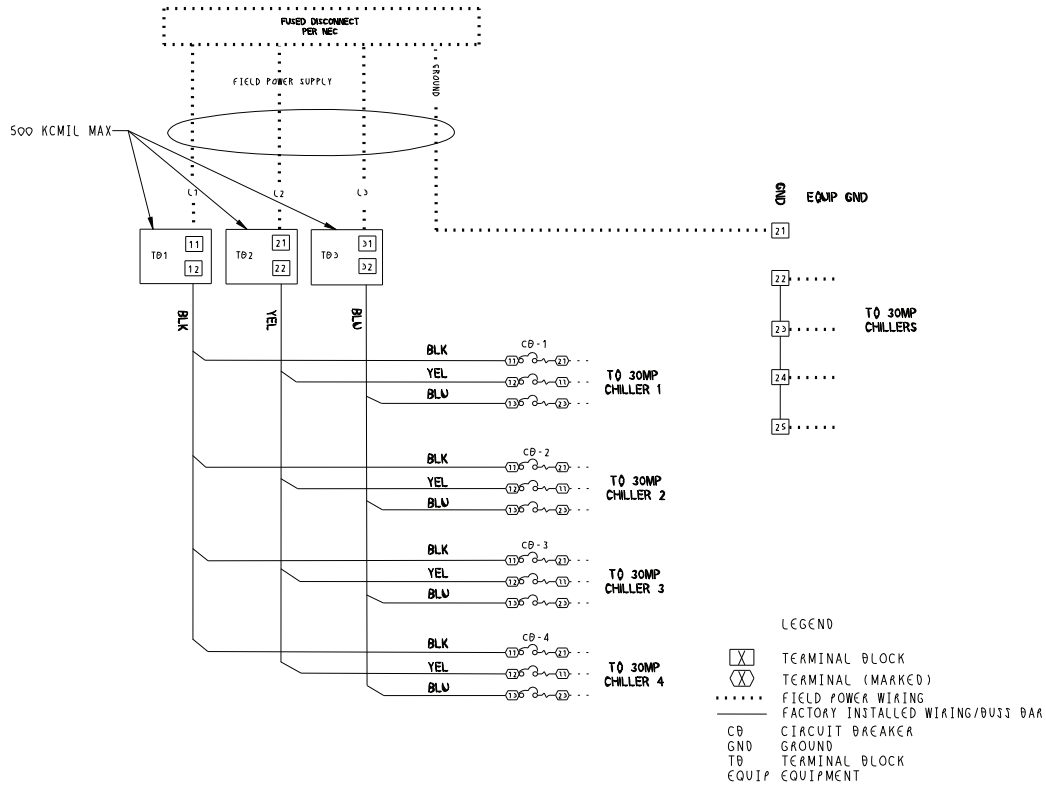 FUSED DISCONNECT
PER NEC
FIELD POWER SUPPLY
GROUND
500 KCMIL MAX
L1
L2
L3
GND
EQUIP GND
21
TB1
11
12
TB2
21
22
TB3
31
32
22
23
24
25
TO 30MP
CHILLERS
BLK
YEL
BLU
CB-1
BLK 11 21
YEL 12 11
BLU 13 23
TO 30MP
CHILLER 1
CB-2
BLK 11 21
YEL 12 11
BLU 13 23
TO 30MP
CHILLER 2
CB-3
BLK 11 21
YEL 12 11
BLU 13 23
TO 30MP
CHILLER 3
CB-4
BLK 11 21
YEL 12 11
BLU 13 23
TO 30MP
CHILLER 4
LEGEND
X TERMINAL BLOCK
X TERMINAL (MARKED)
FIELD POWER WIRING
FACTORY INSTALLED WIRING/BUSS BAR
CB CIRCUIT BREAKER
GND GROUND
TB TERMINAL BLOCK
EQUIP EQUIPMENT